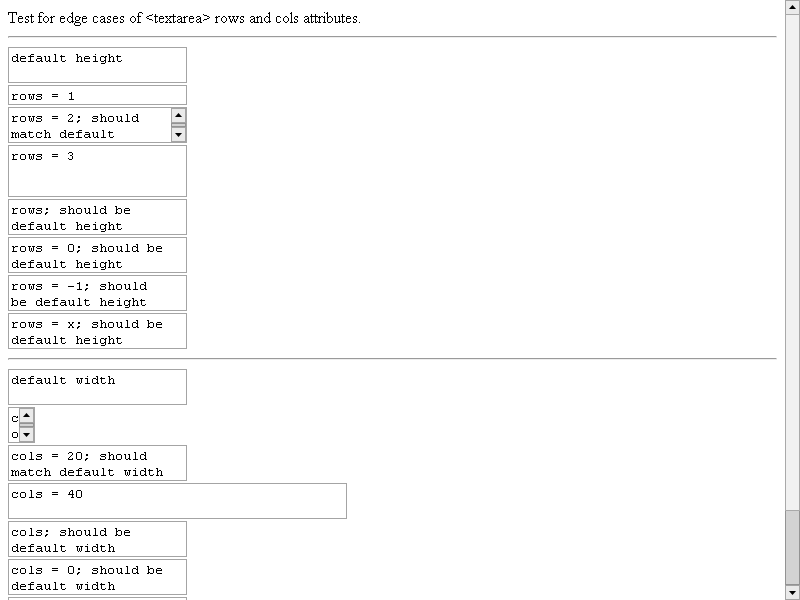 Test for edge cases of <textarea> rows and cols attributes.
default height
rows = 1
rows = 2; should
match default
rows = 3
rows; should be
default height
rows = 0; should be
default height
rows = -1; should
be default height
rows = x; should be
default height
default width
c
o
cols = 20; should
match default width
cols = 40
cols; should be
default width
cols = 0; should be
default width